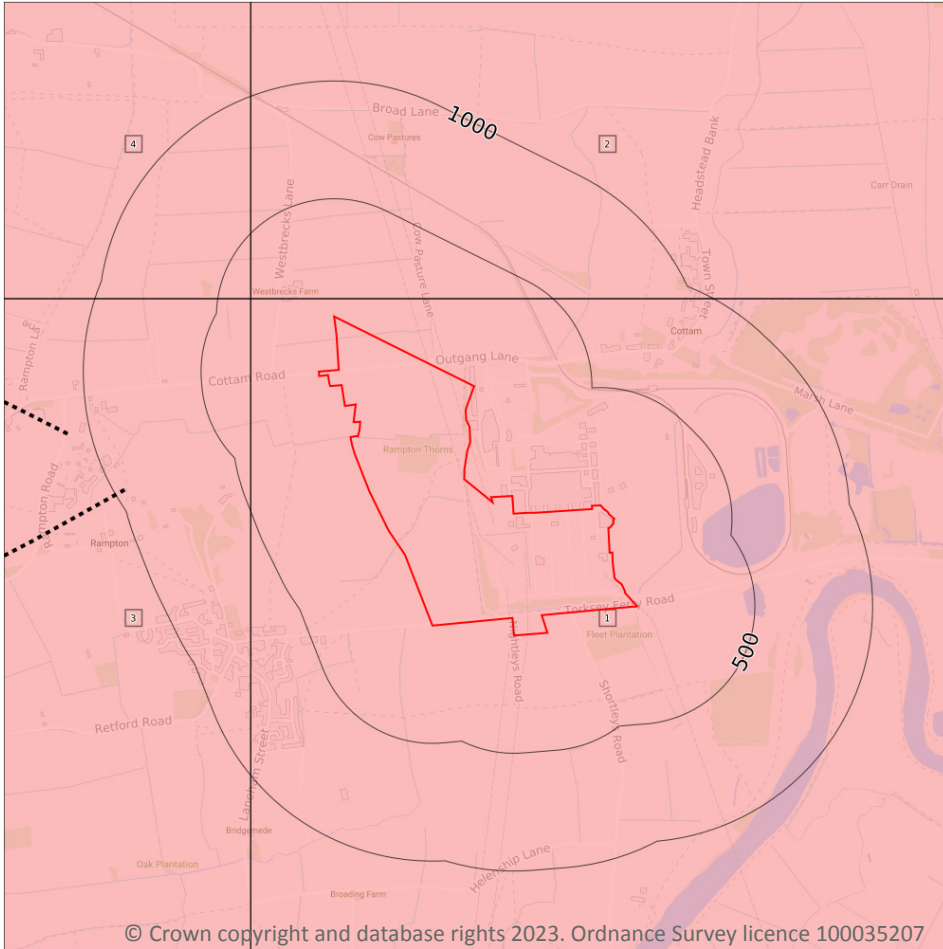 1000
Broad Lane
Cow Pastures
4
2
Headstead Bank
Carr Drain
Westbrecks Lane
Cow Pasture Lane
Town Street
Westbrecks Farm
Cottam
Rampton La
Outgang Lane
Cottam Road
Marsh Lane
Rampton Thorns
Rampton Road
Rampton
Torksey Ferry Road
3
1
Fleet Plantation
Nightleys Road
500
Shortleys Road
Retford Road
Laneham Street
Bridgemede
Helenship Lane
Oak Plantation
Broading Farm
© Crown copyright and database rights 2023. Ordnance Survey licence 100035207